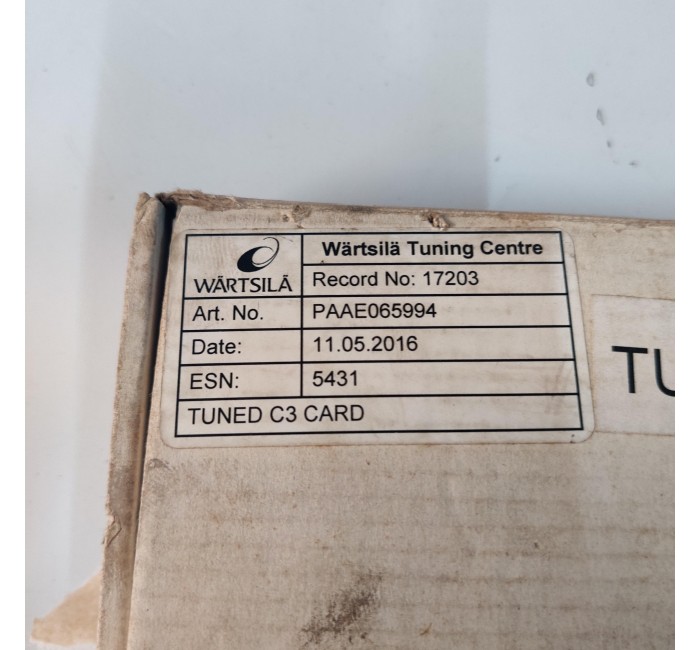 WÄRTSILÄ
Wärtsilä Tuning Centre
Record No: 17203
Art. No. PAAE065994
Date: 11.05.2016
ESN: 5431
TUNED C3 CARD